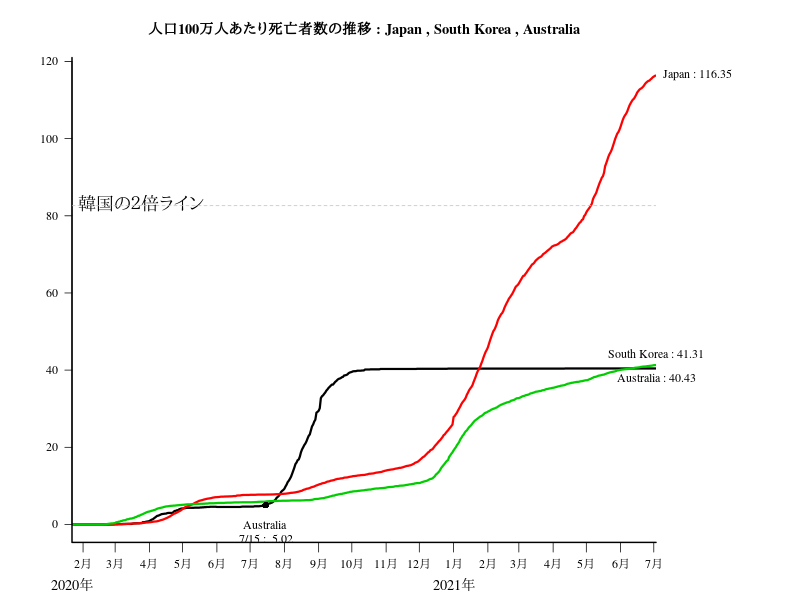 人口100万人あたり死亡者数の推移 : Japan , South Korea , Australia
120
Japan : 116.35
100
韓国の2倍ライン
80
60
South Korea : 41.31
40
Australia : 40.43
20
0
Australia
7/15 : 5.02
2月 3月 4月 5月 6月 7月 8月 9月 10月 11月 12月 1月 2月 3月 4月 5月 6月 7月
2020年 2021年